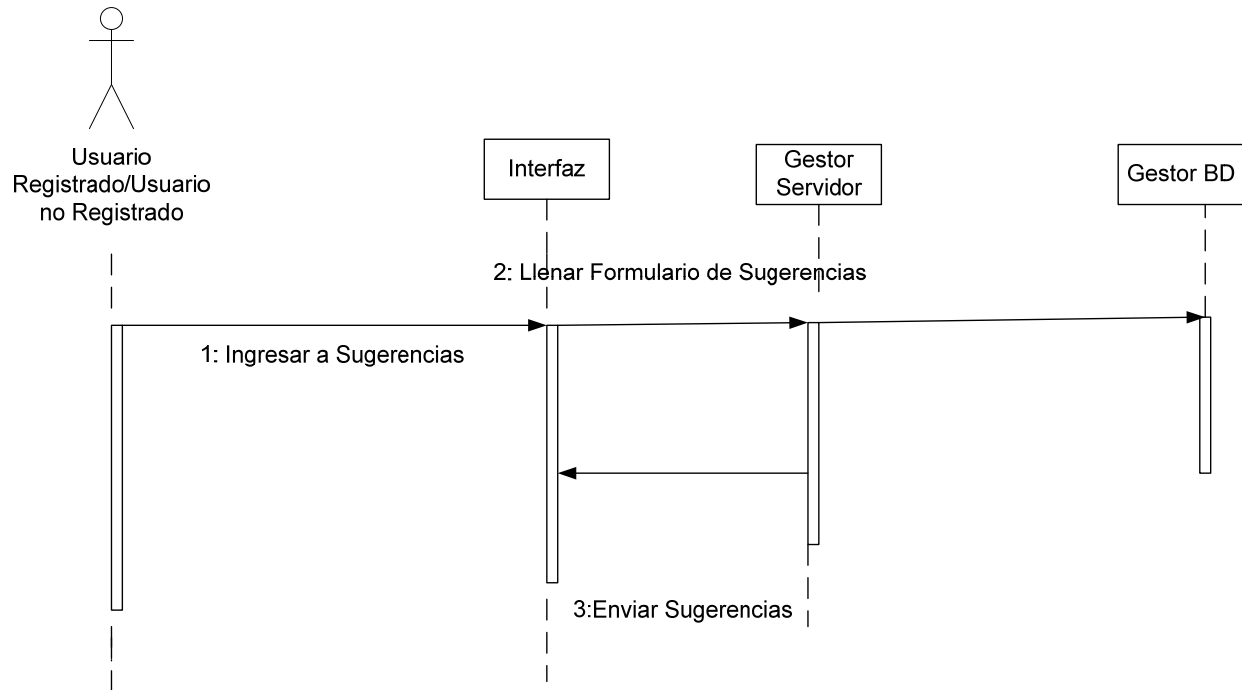 Usuario
Registrado/Usuario
no Registrado
Interfaz
Gestor
Servidor
Gestor BD
2: Llenar Formulario de Sugerencias
1: Ingresar a Sugerencias
3:Enviar Sugerencias